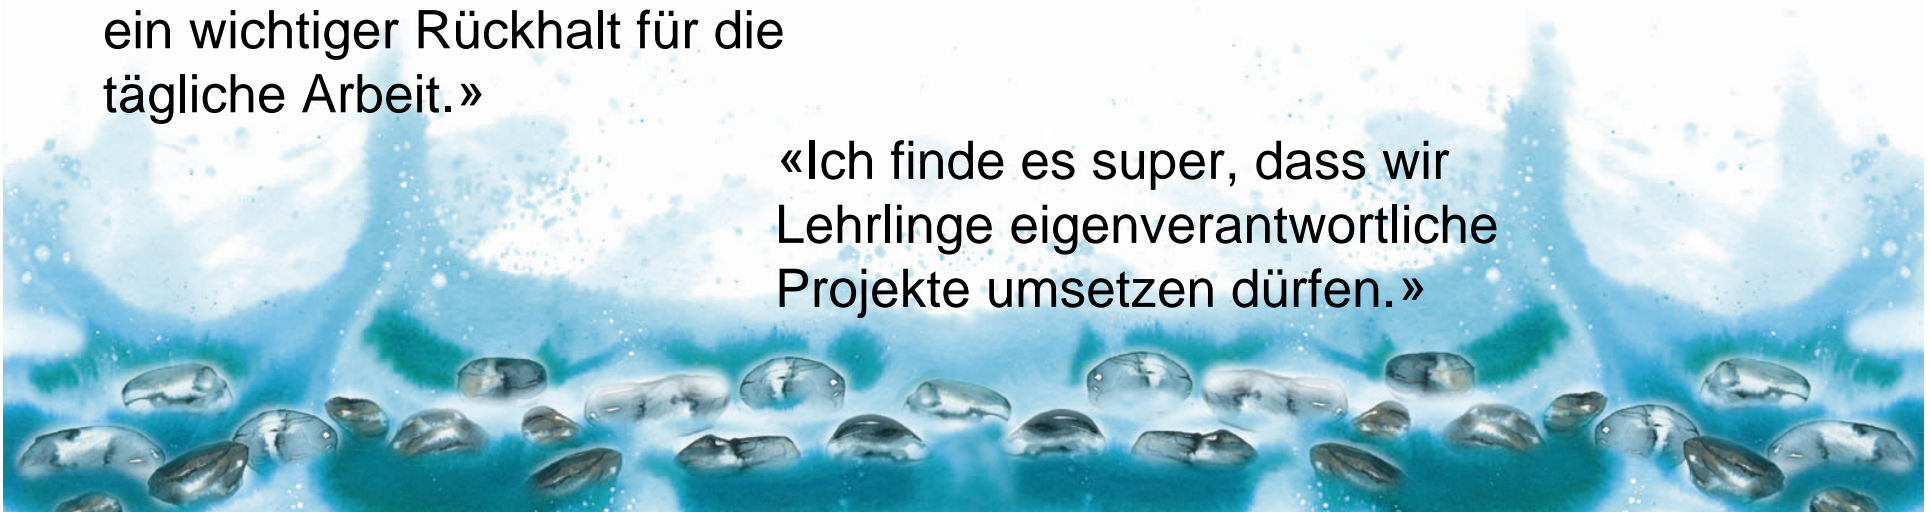 ein wichtiger Rückhalt für die
tägliche Arbeit.»
«Ich finde es super, dass wir
Lehrlinge eigenverantwortliche
Projekte umsetzen dürfen.»